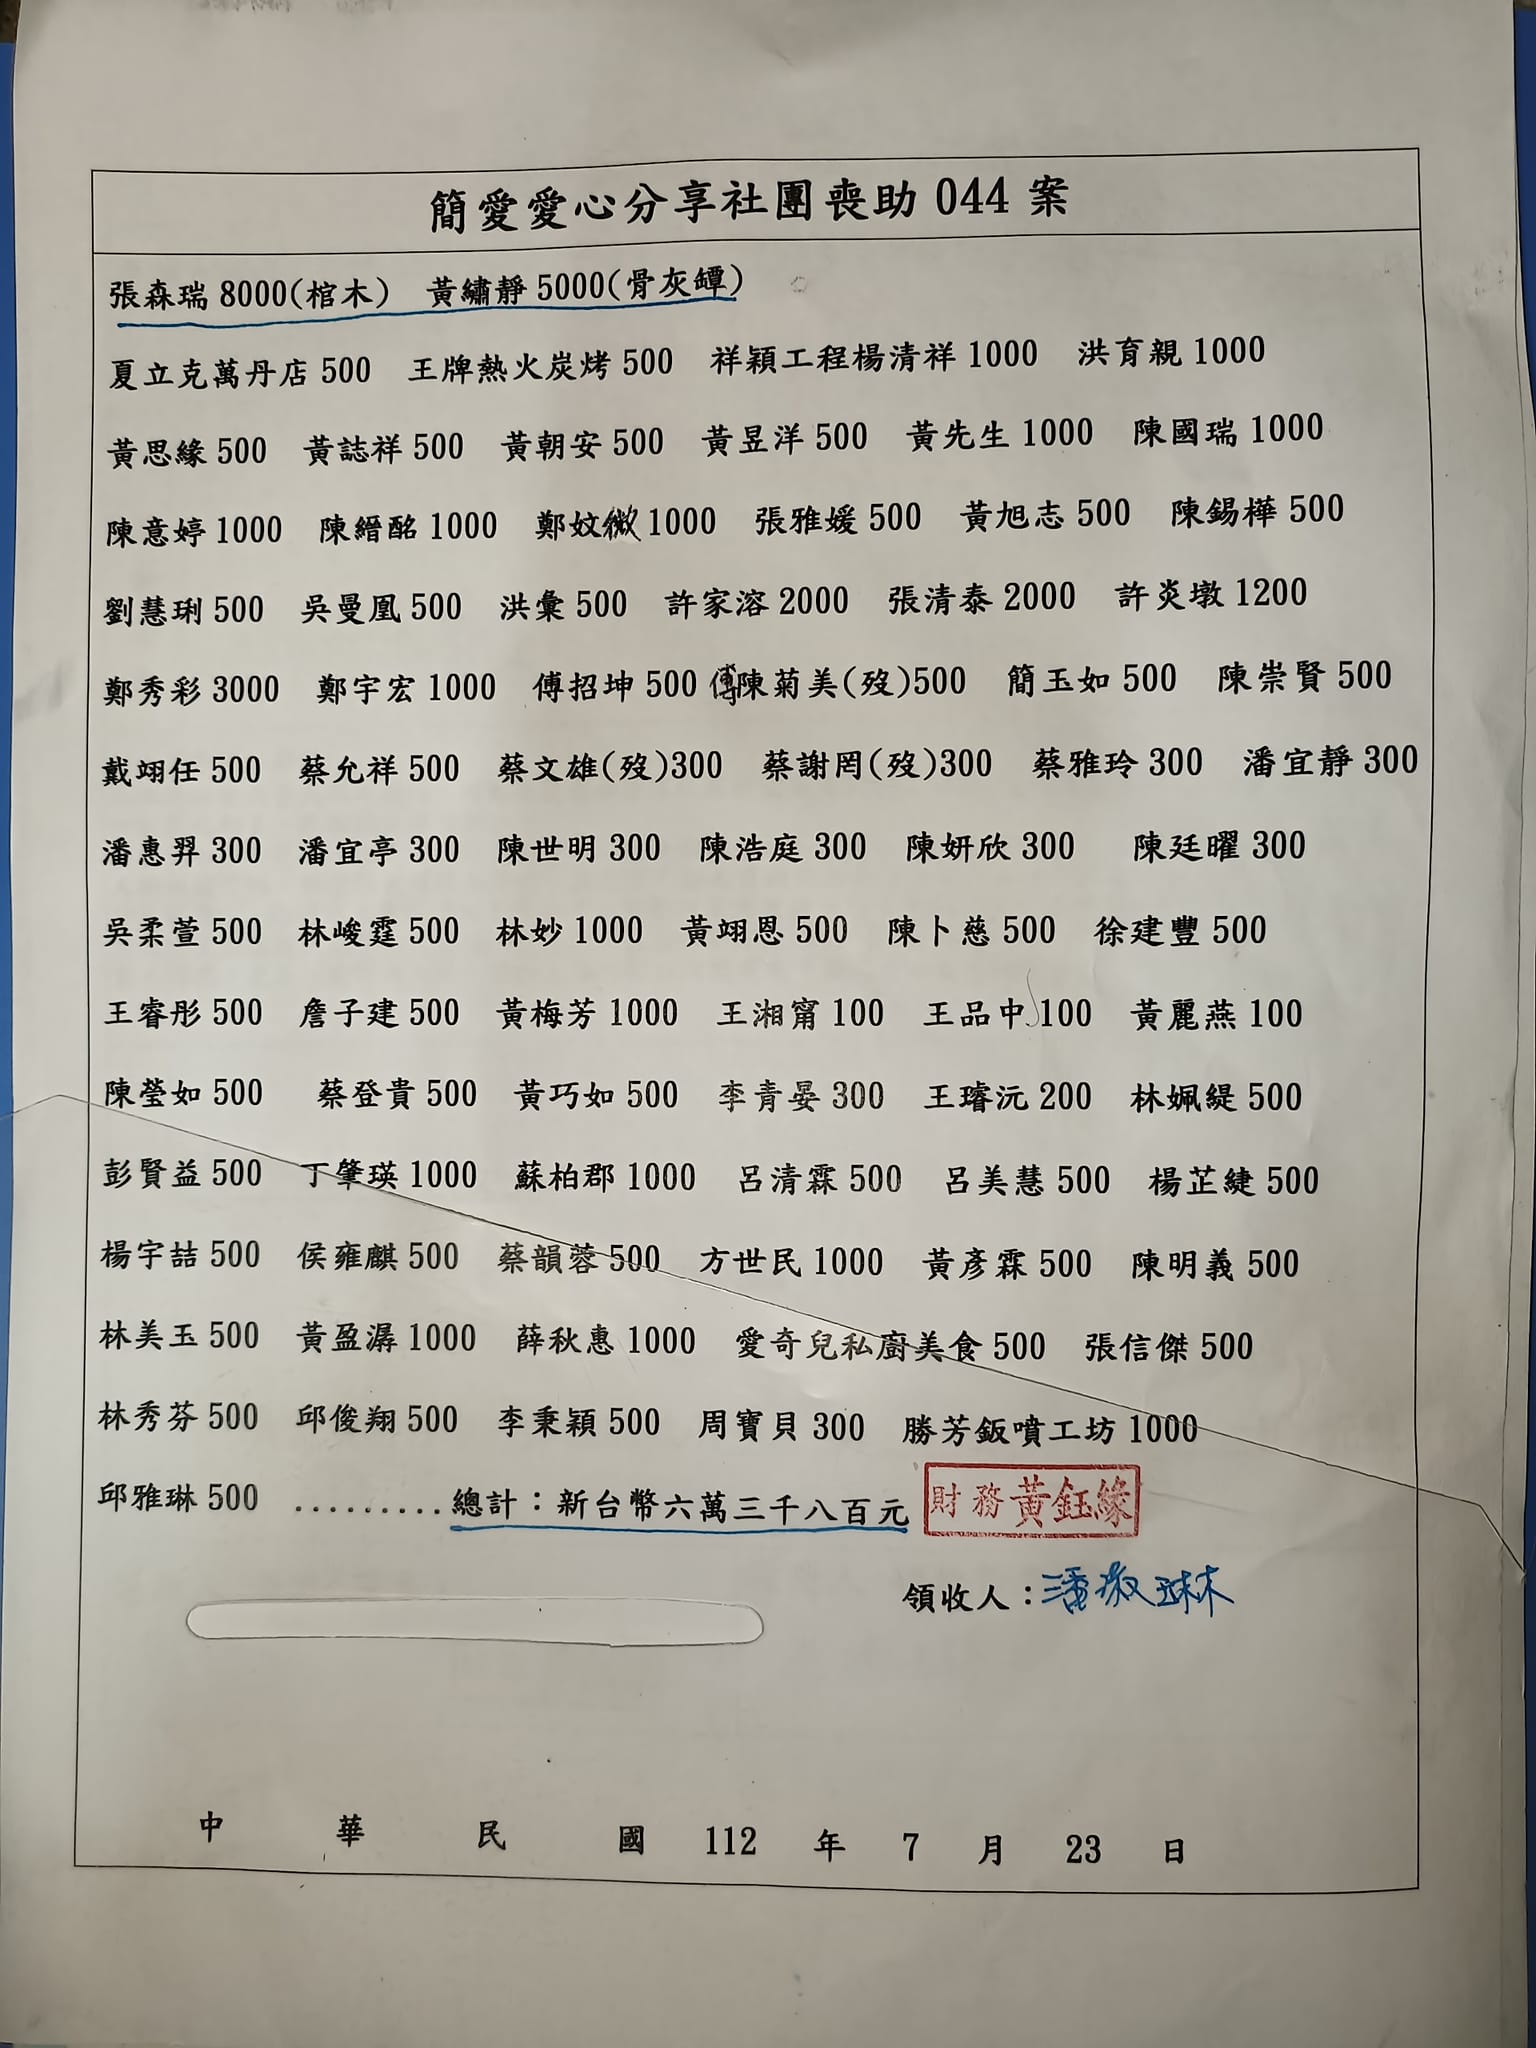 簡愛愛心分享社團喪助 044 案
張森瑞 8000(棺木) 黃繡靜 5000(骨灰罈)
夏立克萬丹店 500 王牌熱火炭烤 500 祥穎工程楊清祥 1000 洪育親 1000
黃思緣 500 黃誌祥 500 黃朝安 500 黃昱洋 500 黃先生 1000 陳國瑞 1000
陳意婷 1000 陳縉酩 1000 鄭妏微 1000 張雅媛 500 黃旭志 500 陳錫樺 500
劉慧琍 500 吳曼凰 500 洪彙 500 許家溶 2000 張清泰 2000 許炎墩 1200
鄭秀彩 3000 鄭宇宏 1000 傅招坤 500 傅陳菊美(歿)500 簡玉如 500 陳崇賢 500
戴翊任 500 蔡允祥 500 蔡文雄(歿)300 蔡謝罔(歿)300 蔡雅玲 300 潘宜靜 300
潘惠羿 300 潘宜亭 300 陳世明 300 陳浩庭 300 陳妍欣 300 陳廷曜 300
吳柔萱 500 林峻霆 500 林妙 1000 黃翊恩 500 陳卜慈 500 徐建豐 500
王睿彤 500 詹子建 500 黃梅芳 1000 王湘甯 100 王品中 100 黃麗燕 100
陳瑩如 500 蔡登貴 500 黃巧如 500 李青晏 300 王璿沅 200 林姵緹 500
彭賢益 500 丁肇瑛 1000 蘇柏郡 1000 呂清霖 500 呂美慧 500 楊芷緁 500
楊宇喆 500 侯雍麒 500 蔡韻蓉 500 方世民 1000 黃彥霖 500 陳明義 500
林美玉 500 黃盈潺 1000 薛秋惠 1000 愛奇兒私廚美食 500 張信傑 500
林秀芬 500 邱俊翔 500 李秉穎 500 周寶貝 300 勝芳鈑噴工坊 1000
邱雅琳 500 .........總計：新台幣六萬三千八百元 財務黃鈺緣
領收人：潘淑琳
中華民國 112 年 7 月 23 日